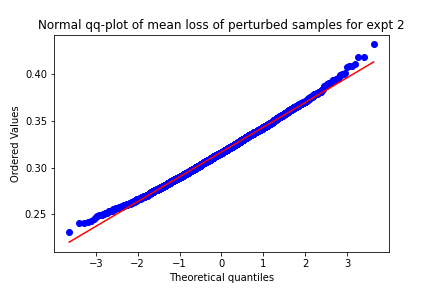 Normal qq-plot of mean loss of perturbed samples for expt 2
0.40
0.35
0.30
0.25
Ordered Values
−3 −2 −1 0 1 2 3
Theoretical quantiles